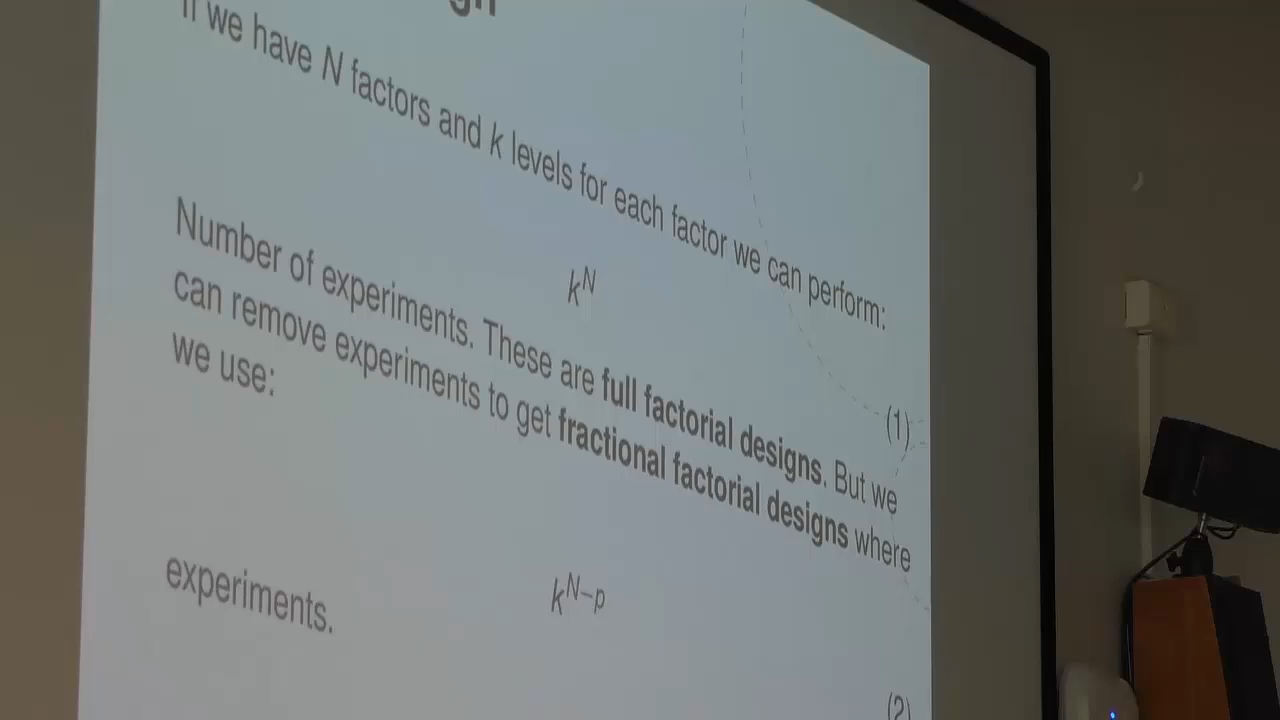 If we have N factors and k levels for each factor we can perform:
k^N
(1)
Number of experiments. These are full factorial designs. But we
can remove experiments to get fractional factorial designs where
we use:
k^{N-p}
(2)
experiments.